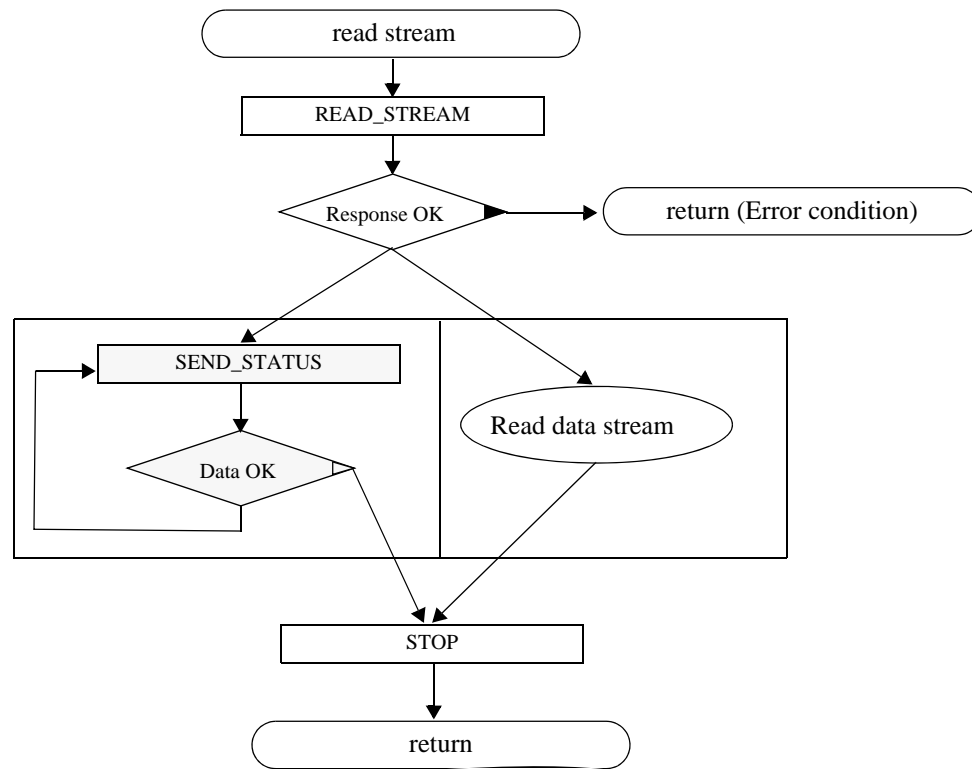 read stream
READ_STREAM
Response OK
return (Error condition)
SEND_STATUS
Data OK
Read data stream
STOP
return